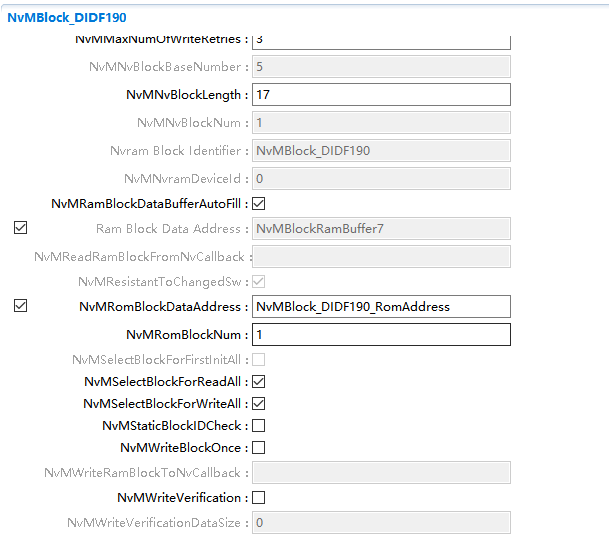 NvMBlock_DIDF190
NvMMaxNumOfWriteRetries : 3
NvMNvBlockBaseNumber : 5
NvMNvBlockLength : 17
NvMNvBlockNum : 1
Nvram Block Identifier : NvMBlock_DIDF190
NvMNvramDeviceId : 0
NvMRamBlockDataBufferAutoFill :
Ram Block Data Address : NvMBlockRamBuffer7
NvMReadRamBlockFromNvCallback :
NvMResistantToChangedSw :
NvMRomBlockDataAddress : NvMBlock_DIDF190_RomAddress
NvMRomBlockNum : 1
NvMSelectBlockForFirstInitAll :
NvMSelectBlockForReadAll :
NvMSelectBlockForWriteAll :
NvMStaticBlockIDCheck :
NvMWriteBlockOnce :
NvMWriteRamBlockToNvCallback :
NvMWriteVerification :
NvMWriteVerificationDataSize : 0